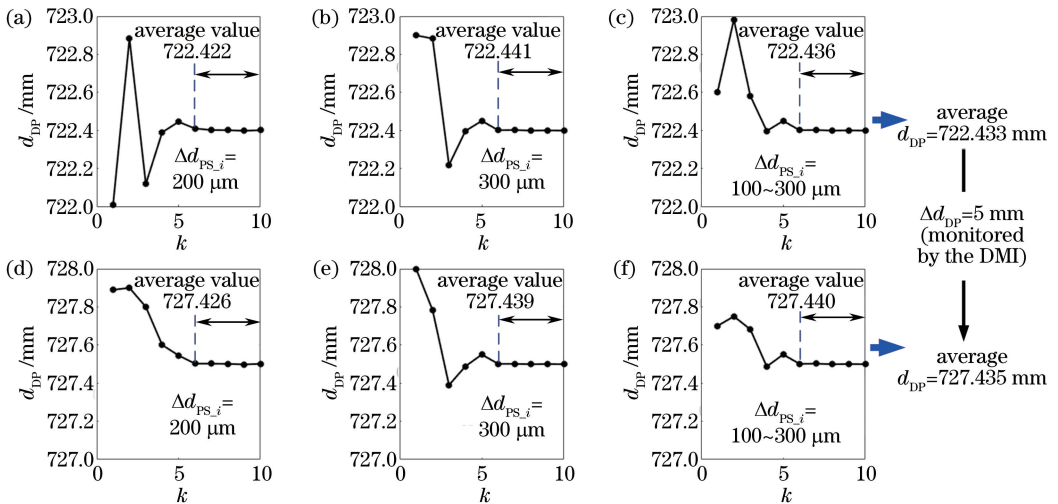 (a)
723.0
722.8
722.6
722.4
722.2
722.0
d_DP /mm
average value
722.422
Δd_PS_i=
200 μm
0
5
10
k
(b)
723.0
722.8
722.6
722.4
722.2
722.0
d_DP /mm
average value
722.441
Δd_PS_i=
300 μm
0
5
10
k
(c)
723.0
722.8
722.6
722.4
722.2
722.0
d_DP /mm
average value
722.436
Δd_PS_i=
100~300 μm
0
5
10
k
average
d_DP=722.433 mm
Δd_DP=5 mm
(monitored
by the DMI)
(d)
728.0
727.8
727.6
727.4
727.2
727.0
d_DP /mm
average value
727.426
Δd_PS_i=
200 μm
0
5
10
k
(e)
728.0
727.8
727.6
727.4
727.2
727.0
d_DP /mm
average value
727.439
Δd_PS_i=
300 μm
0
5
10
k
(f)
728.0
727.8
727.6
727.4
727.2
727.0
d_DP /mm
average value
727.440
Δd_PS_i=
100~300 μm
0
5
10
k
average
d_DP=727.435 mm